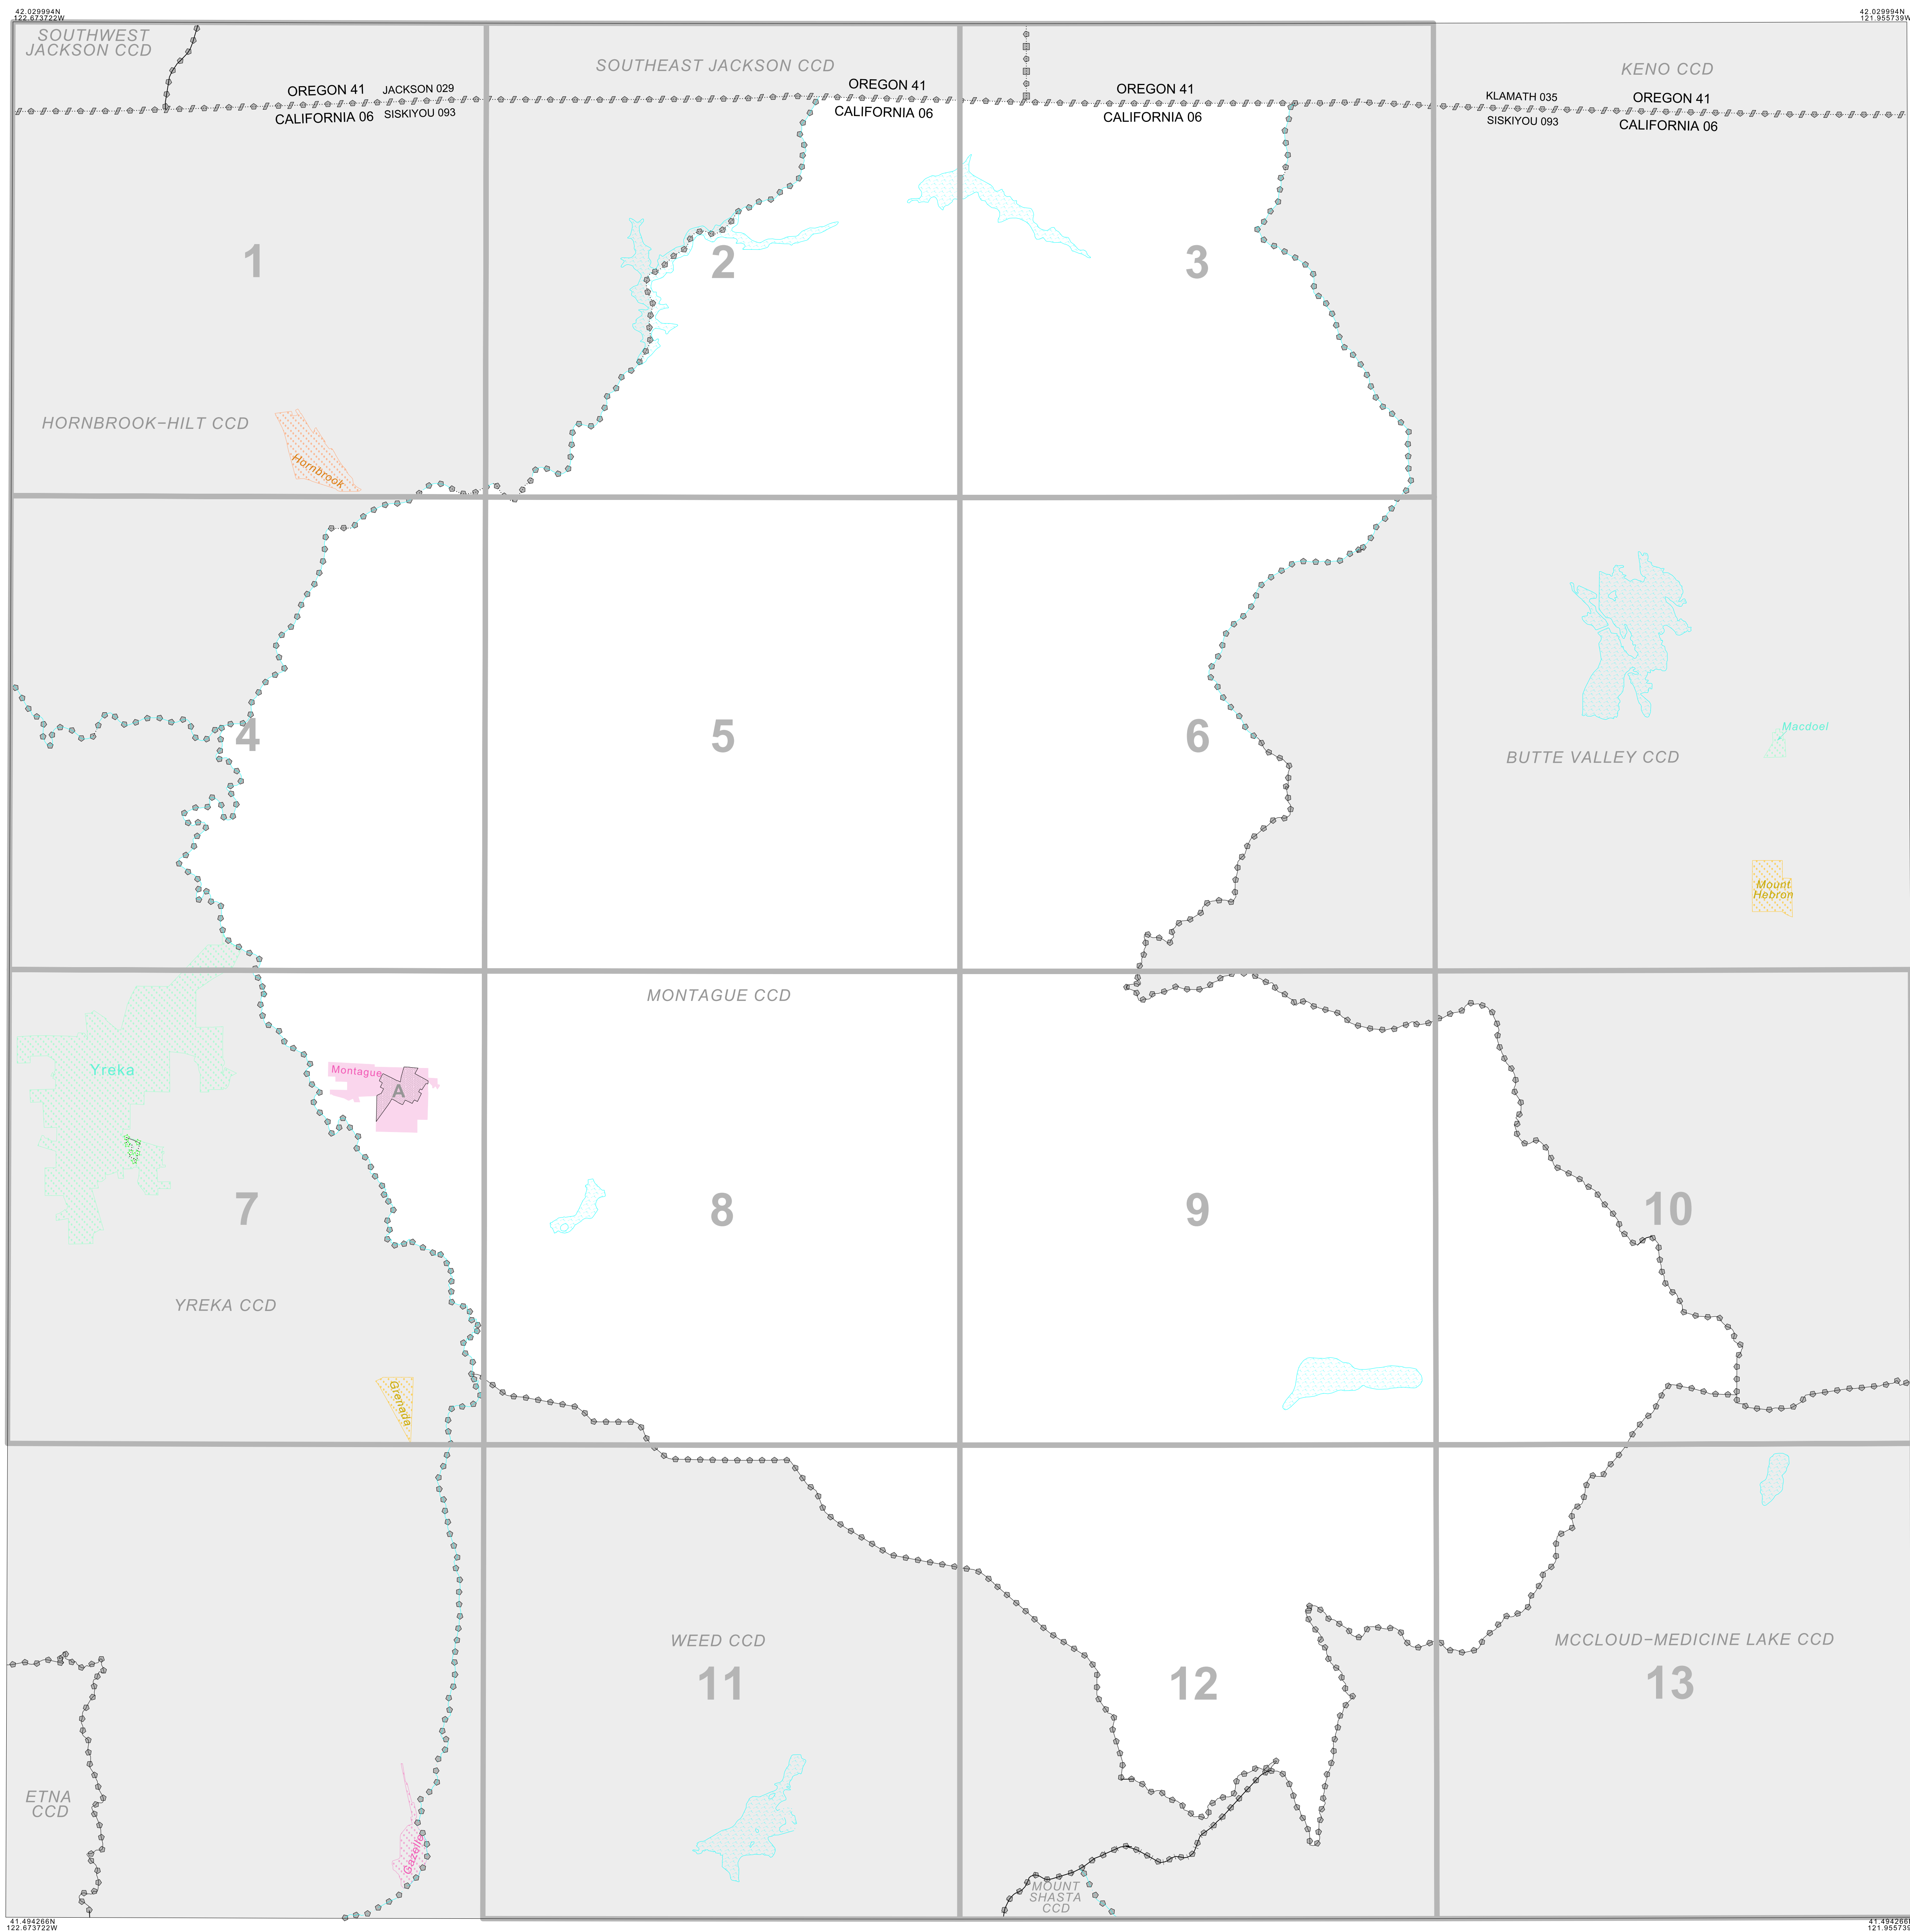 42.029994N
122.673722W
42.029994N
121.955739W
SOUTHWEST
JACKSON CCD
SOUTHEAST JACKSON CCD
KENO CCD
OREGON 41
JACKSON 029
CALIFORNIA 06
SISKIYOU 093
OREGON 41
CALIFORNIA 06
OREGON 41
CALIFORNIA 06
KLAMATH 035
OREGON 41
SISKIYOU 093
CALIFORNIA 06
1
2
3
HORNBROOK-HILT CCD
Hornbrook
4
5
6
Macdoel
BUTTE VALLEY CCD
Mount
Hebron
MONTAGUE CCD
Yreka
Montague
A
7
8
9
10
YREKA CCD
Grenada
WEED CCD
MCCLOUD-MEDICINE LAKE CCD
11
12
13
ETNA
CCD
Gazelle
MOUNT
SHASTA
CCD
41.494266N
122.673722W
41.494266N
121.955739